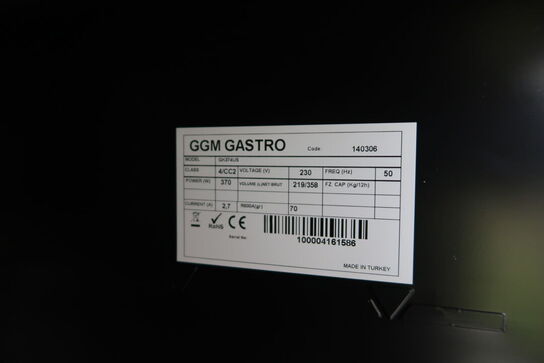 GGM GASTRO Code: 140306
MODEL GK374US
CLASS 4/CC2 VOLTAGE (V) 230 FREQ (Hz) 50
POWER (W) 370 VOLUME (L)NET BRUT 219/358 FZ. CAP (Kg/12h)
CURRENT (A) 2,7 R600A(gr) 70
RoHS CE
Serial No:
100004161586
MADE IN TURKEY